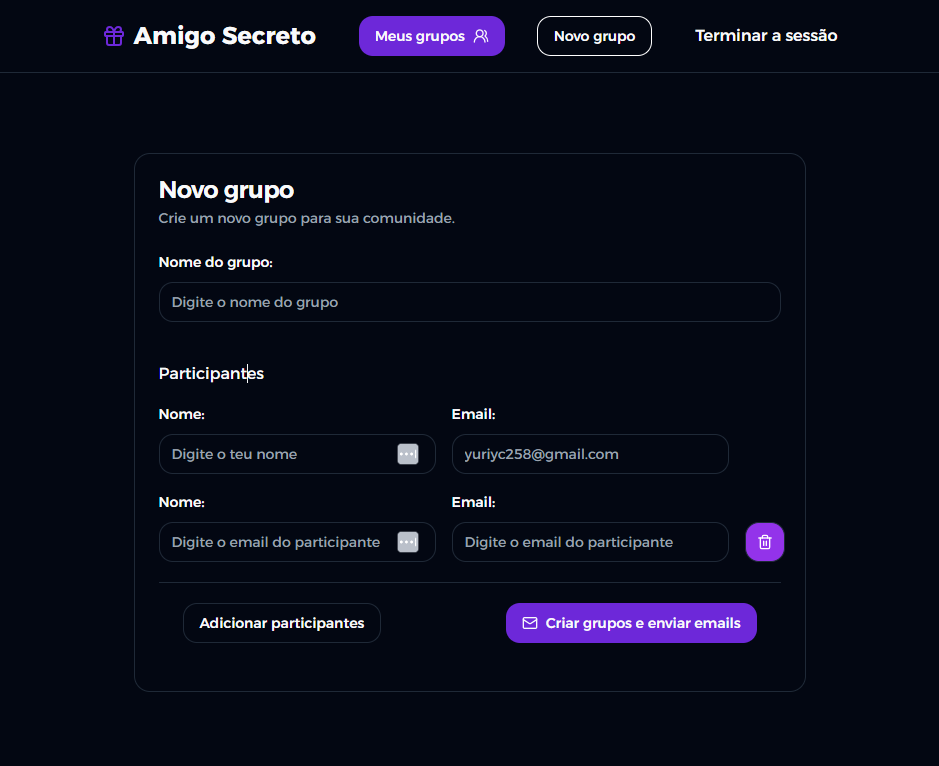 Amigo Secreto
Meus grupos
Novo grupo
Terminar a sessão
Novo grupo
Crie um novo grupo para sua comunidade.
Nome do grupo:
Digite o nome do grupo
Participantes
Nome:
Email:
Digite o teu nome
yuriyc258@gmail.com
Nome:
Email:
Digite o email do participante
Digite o email do participante
Adicionar participantes
Criar grupos e enviar emails